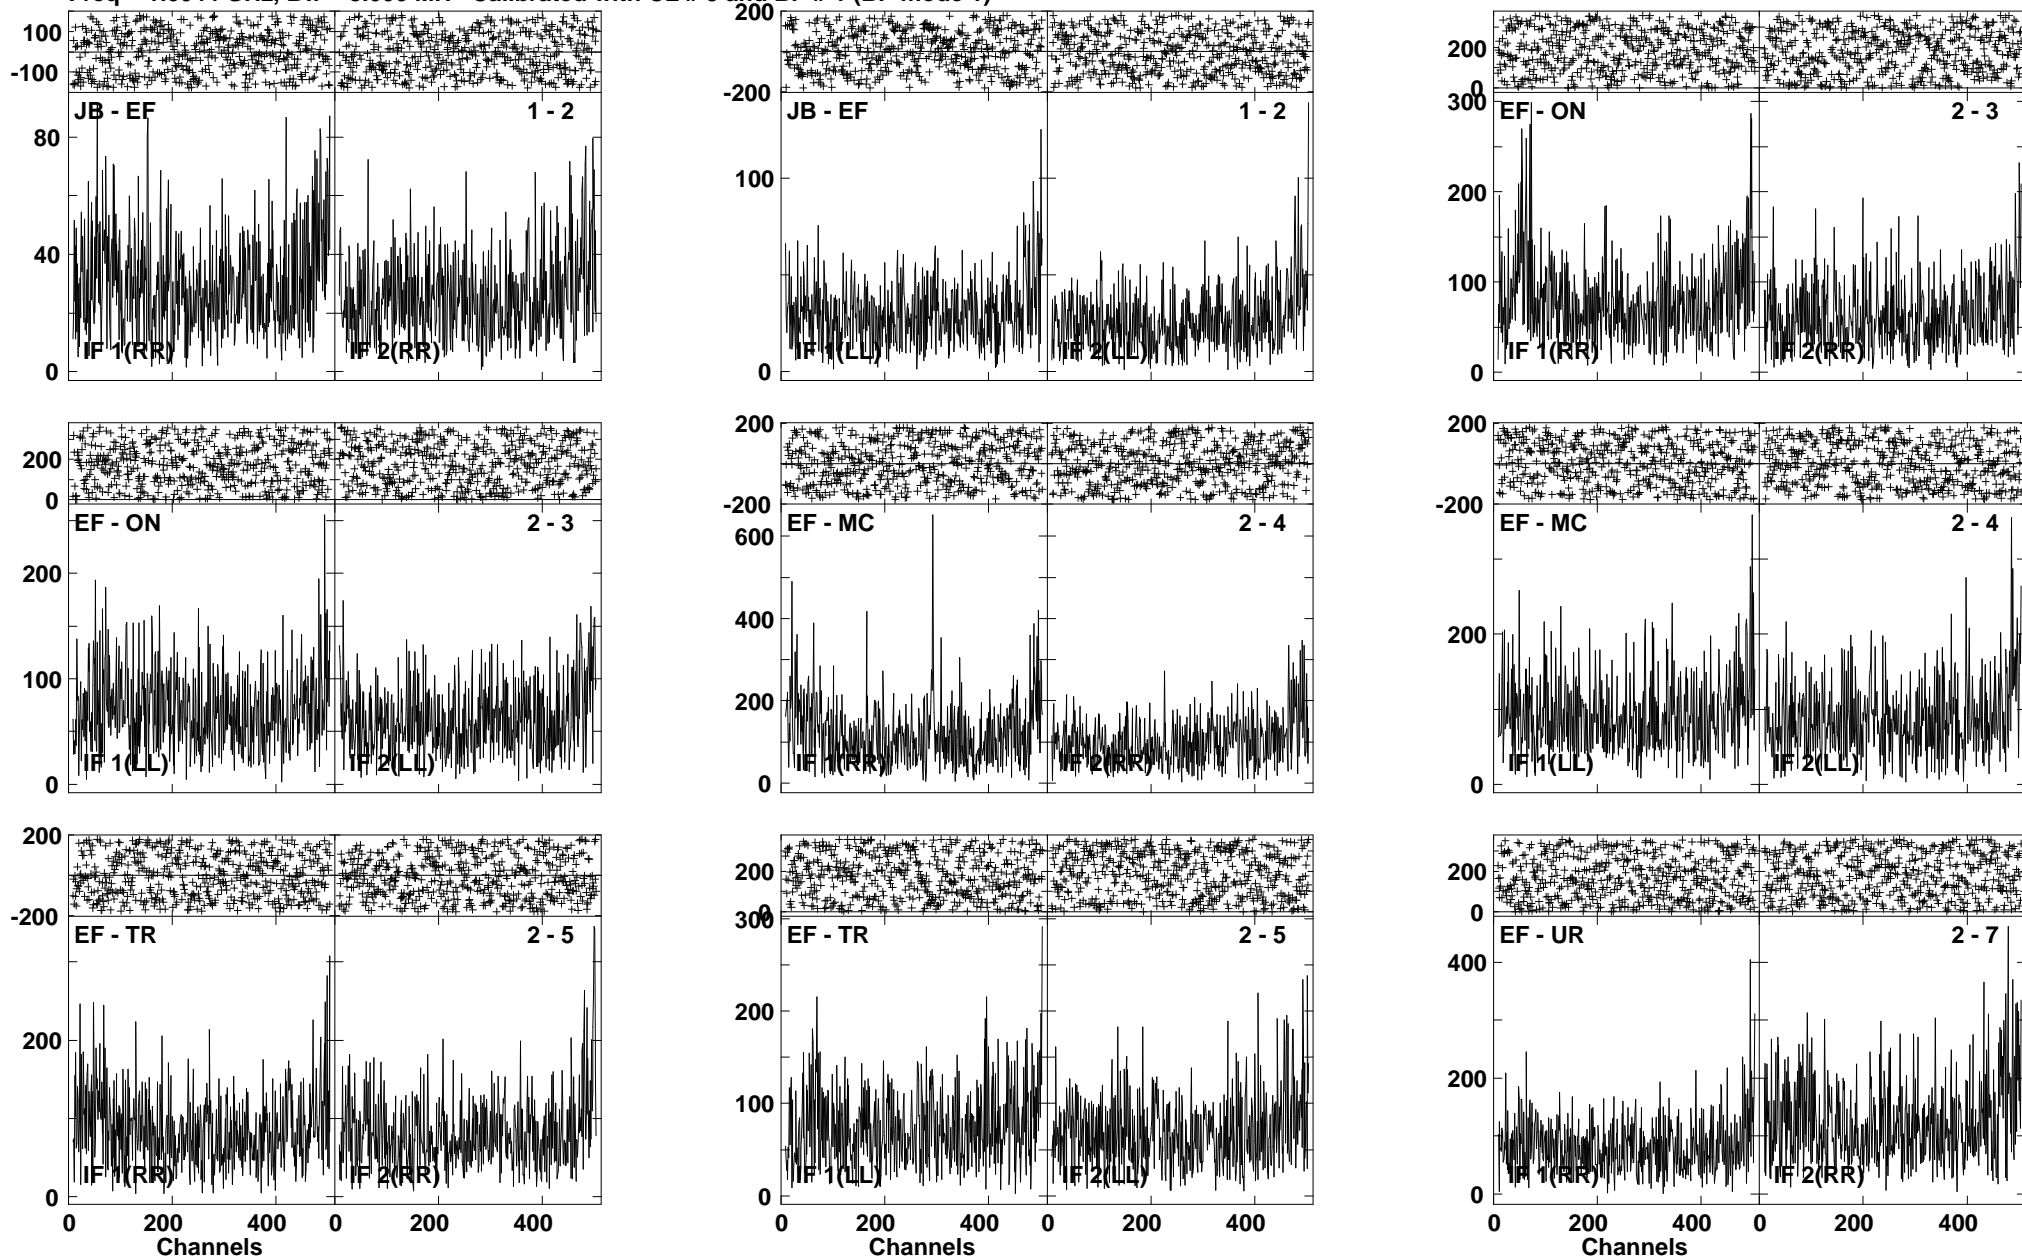 100 200 200
-100 -200 0
JB - EF 1 - 2 JB - EF 1 - 2 300 EF - ON 2 - 3
80 100 200
40 100
0 IF 1(RR) IF 2(RR) 0 IF 1(LL) IF 2(LL) 0 IF 1(RR) IF 2(RR)
200 200 200
0 -200 -200
EF - ON 2 - 3 EF - MC 2 - 4 EF - MC 2 - 4
200 600 200
100 400
200
0 IF 1(LL) IF 2(LL) 0 IF 1(RR) IF 2(RR) 0 IF 1(LL) IF 2(LL)
200 200 200
-200 0 0
EF - TR 2 - 5 300 EF - TR 2 - 5 EF - UR 2 - 7
200 200 400
100 200
0 IF 1(RR) IF 2(RR) 0 IF 1(LL) IF 2(LL) 0 IF 1(RR) IF 2(RR)
0 200 400 0 200 400 0 200 400 0 200 400 0 200 400 0 200 400
Channels Channels Channels